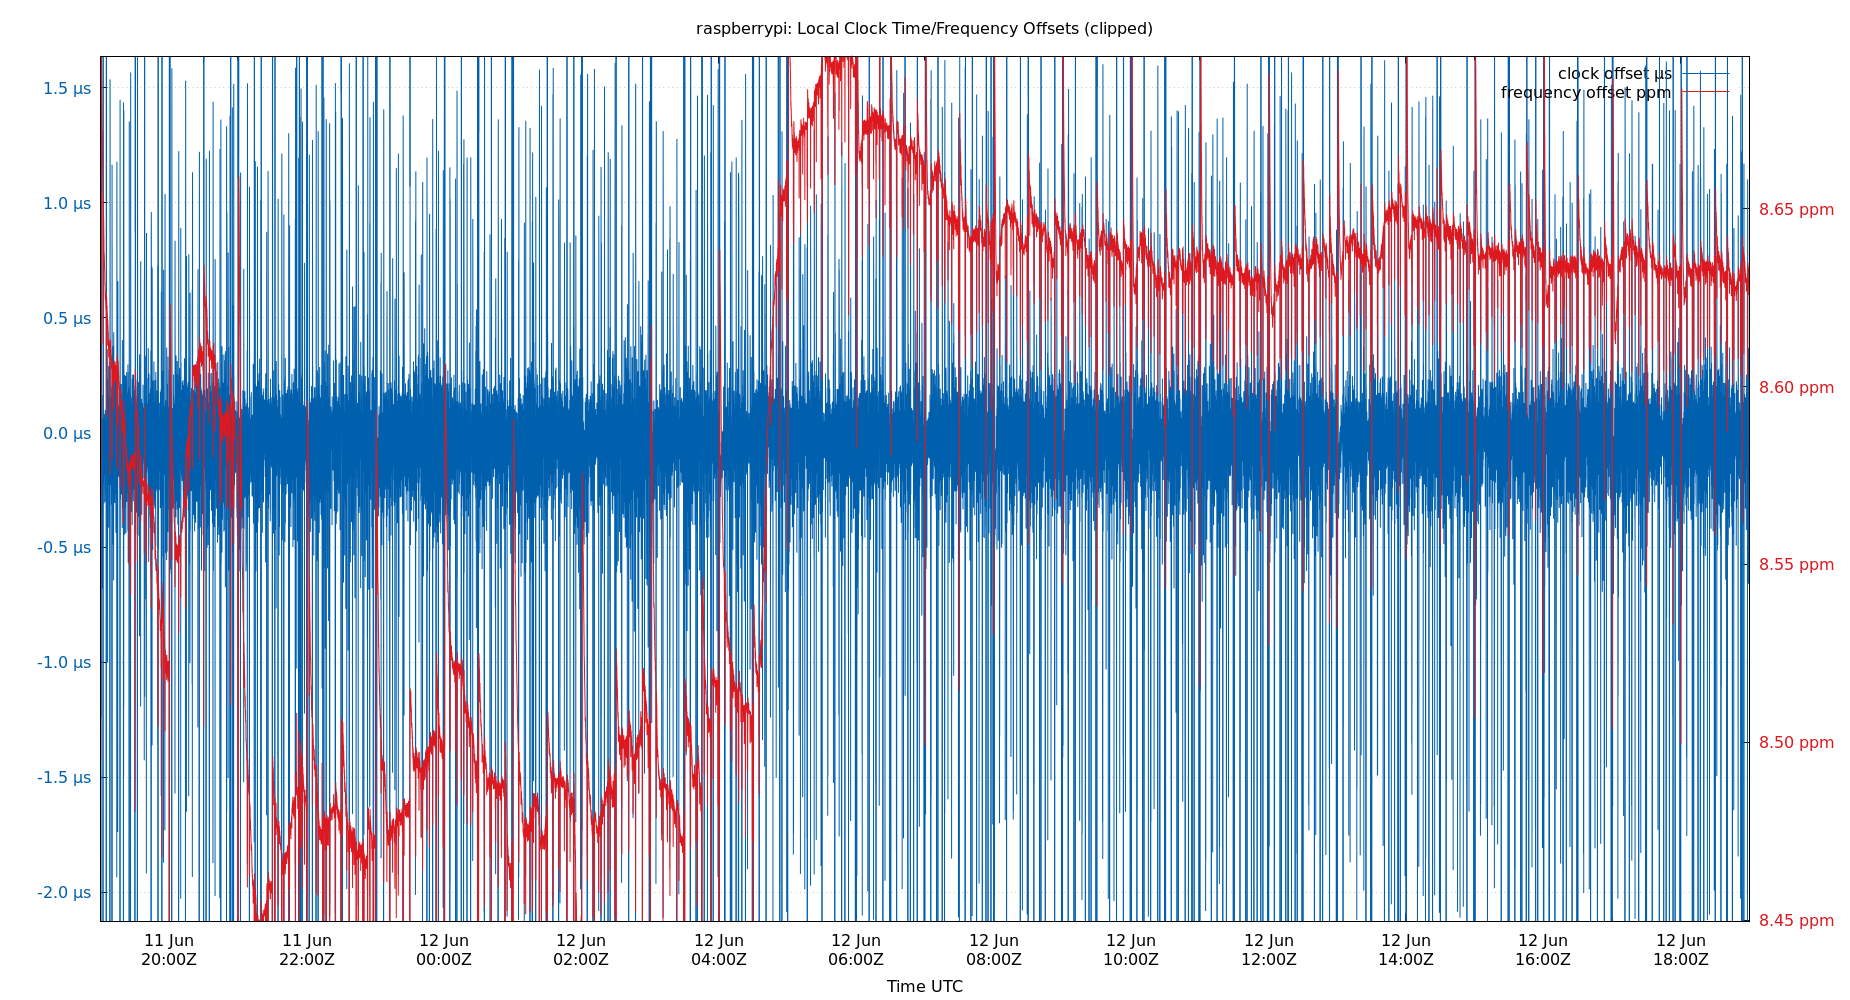 raspberrypi: Local Clock Time/Frequency Offsets (clipped)
clock offset µs
frequency offset ppm
1.5 µs
1.0 µs
0.5 µs
0.0 µs
-0.5 µs
-1.0 µs
-1.5 µs
-2.0 µs
8.65 ppm
8.60 ppm
8.55 ppm
8.50 ppm
8.45 ppm
11 Jun 11 Jun 12 Jun 12 Jun 12 Jun 12 Jun 12 Jun 12 Jun 12 Jun 12 Jun 12 Jun 12 Jun
20:00Z 22:00Z 00:00Z 02:00Z 04:00Z 06:00Z 08:00Z 10:00Z 12:00Z 14:00Z 16:00Z 18:00Z
Time UTC